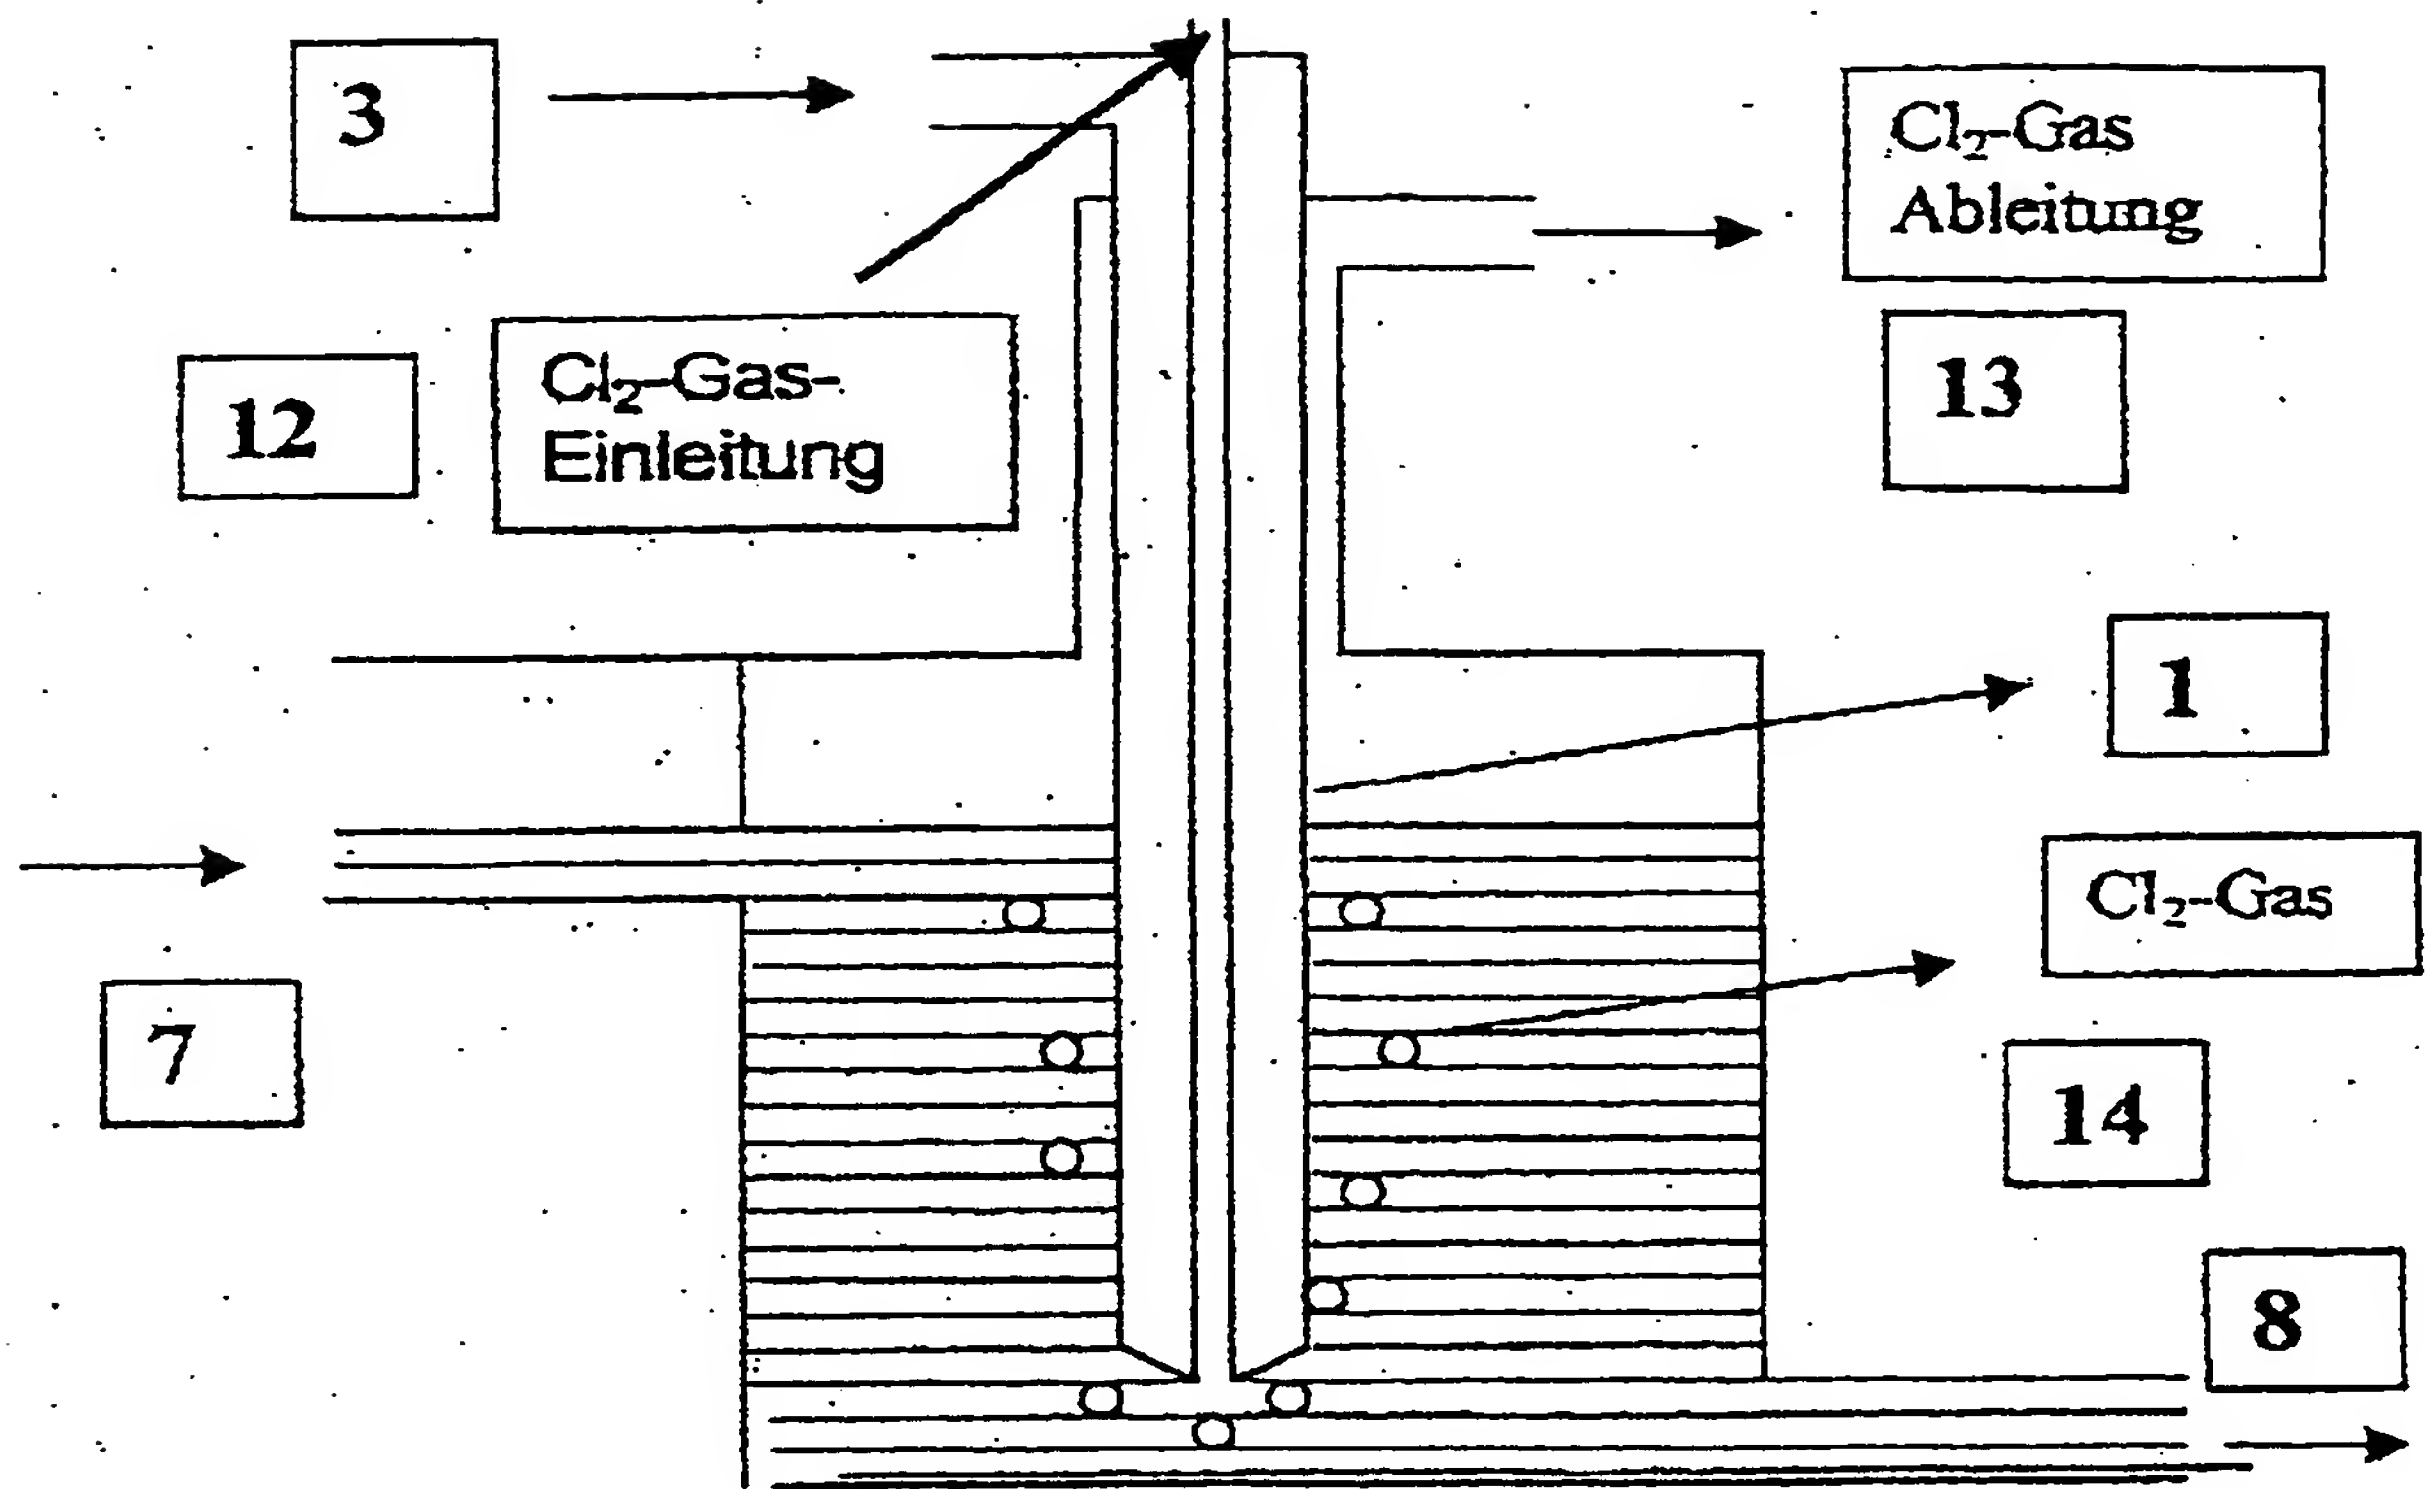 3
Cl₂-Gas
Ableitung
12
Cl₂-Gas-
Einleitung
13
1
Cl₂-Gas
7
14
8